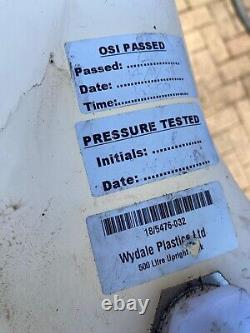 OSI PASSED
Passed:................
Date:................
Time:................
PRESSURE TESTED
Initials:................
Date:................
18/5476-032
Wydale Plastics Ltd
500 Litre Upright